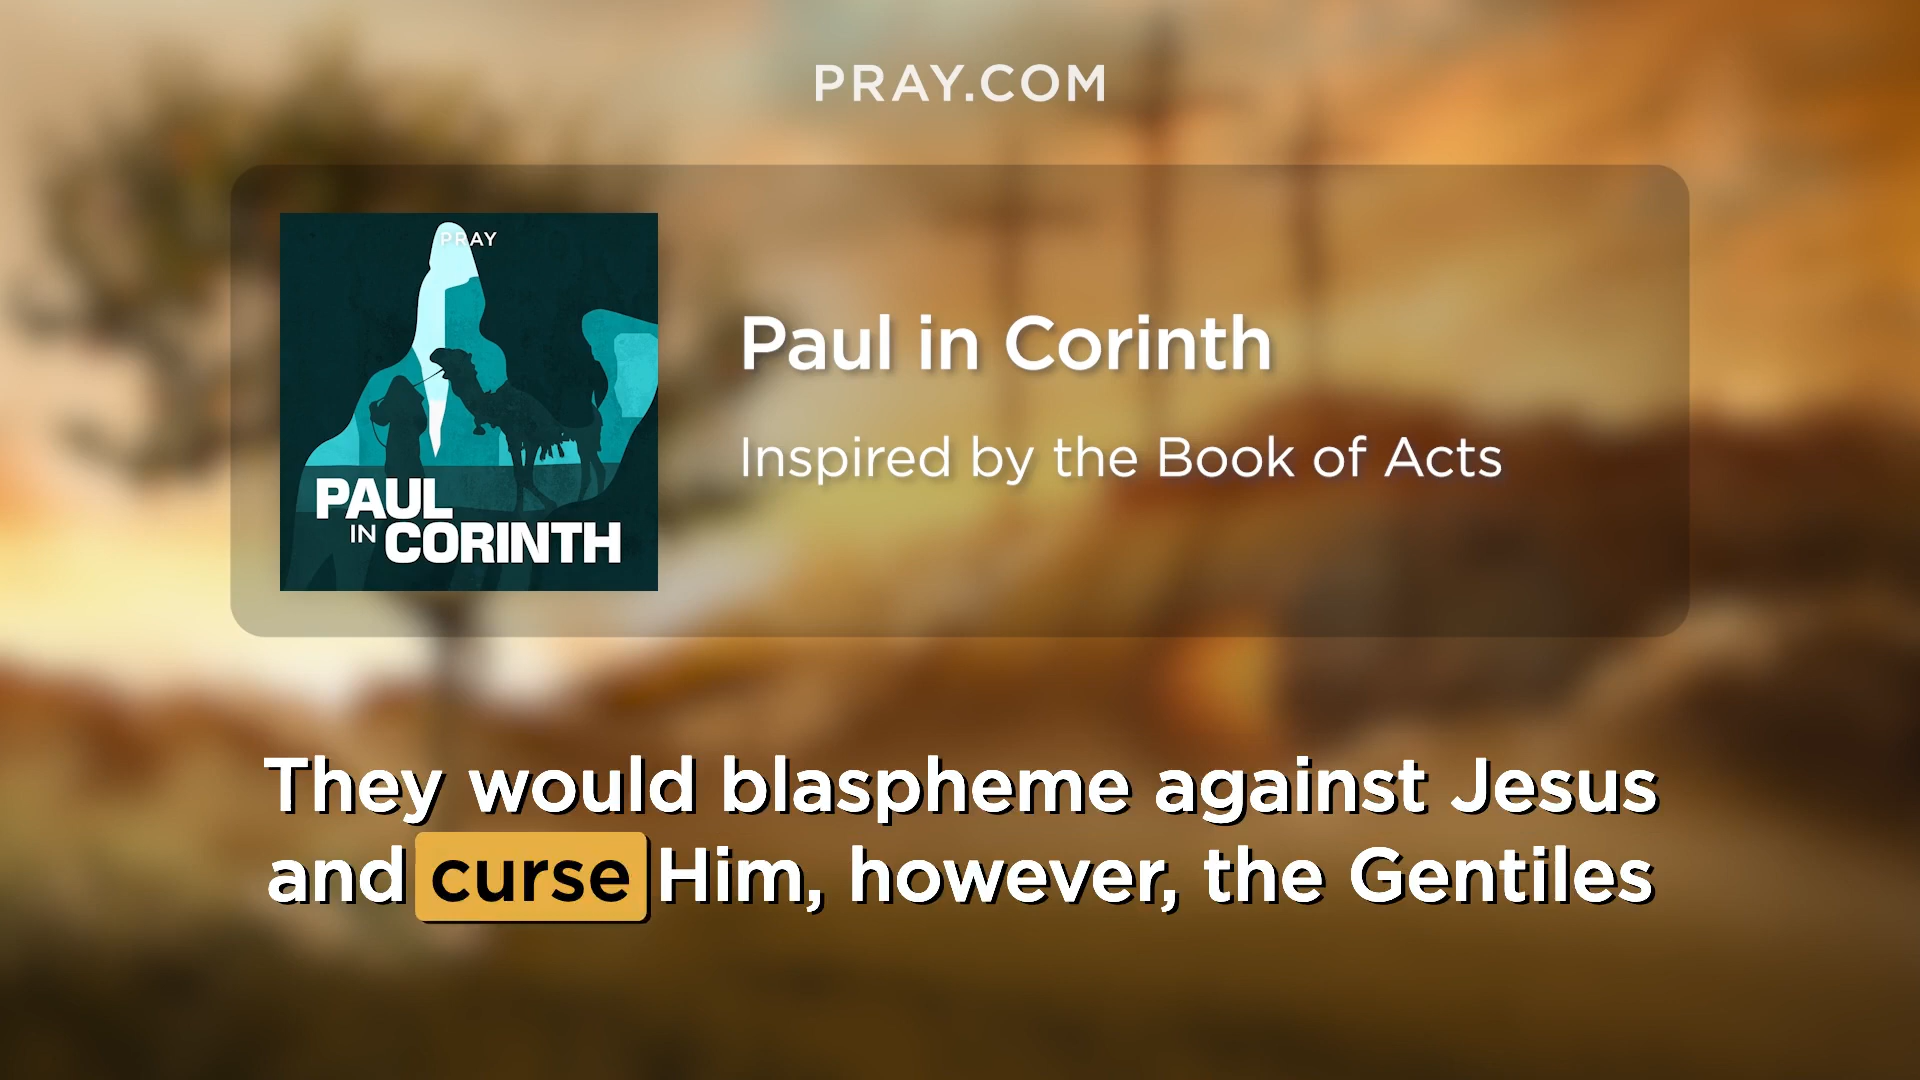 PRAY.COM
PRAY
PAUL
IN CORINTH
Paul in Corinth
Inspired by the Book of Acts
They would blaspheme against Jesus
and curse Him, however, the Gentiles